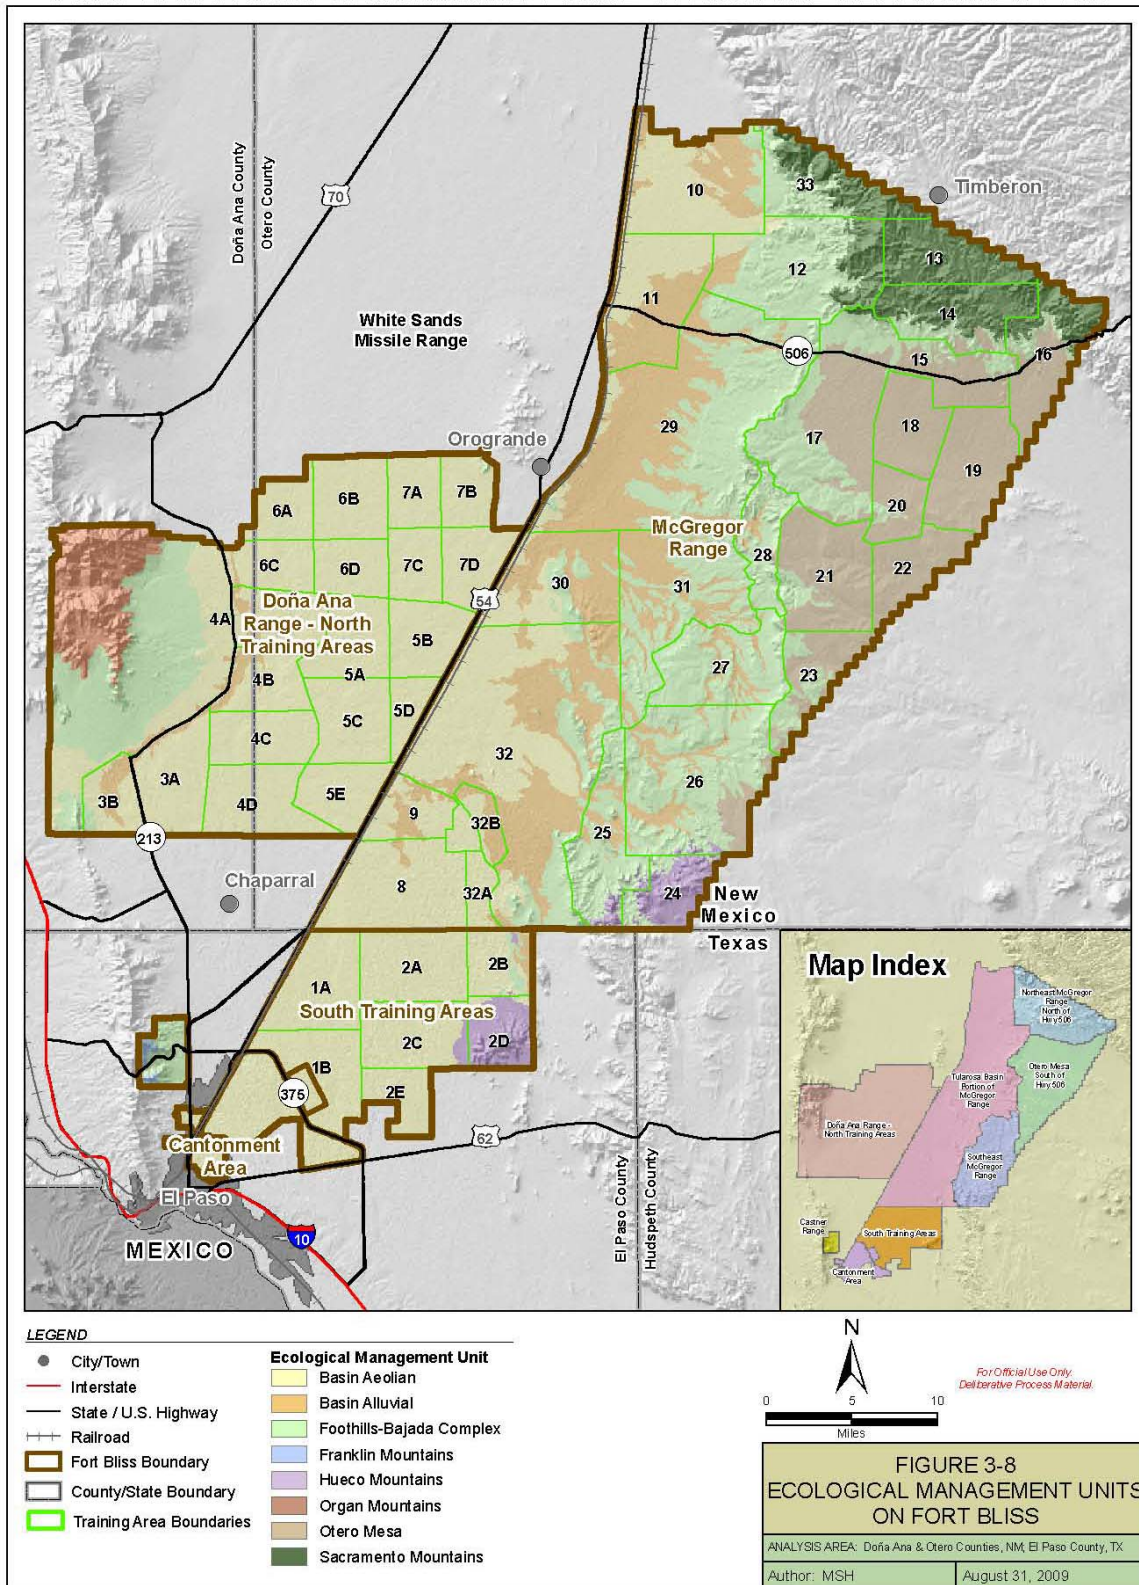 70
Doña Ana County
Otero County
White Sands
Missile Range
Timberon
10
33
12
13
11
14
506
15
16
29
17
18
19
20
Orogrande
McGregor
Range
28
21
22
30
31
6A
6B
7A
7B
6C
6D
7C
7D
54
Doña Ana
Range - North
Training Areas
4A
4B
5A
5B
4C
5C
5D
27
23
32
26
3A
3B
4D
5E
9
32B
25
213
Chaparral
8
32A
24
New
Mexico
Texas
1A
2A
2B
South Training Areas
2C
2D
1B
2E
375
62
Cantonment
Area
El Paso
MEXICO
10
El Paso County
Hudspeth County
Map Index
Northeast McGregor
Range
North of
Hwy 506
Otero Mesa
South of
Hwy 506
Tularosa Basin
Portion of
McGregor
Range
Doña Ana Range -
North Training Areas
Southeast
McGregor
Range
Castner
Range
South Training Areas
Cantonment
Area
LEGEND
City/Town
Interstate
State / U.S. Highway
Railroad
Fort Bliss Boundary
County/State Boundary
Training Area Boundaries
Ecological Management Unit
Basin Aeolian
Basin Alluvial
Foothills-Bajada Complex
Franklin Mountains
Hueco Mountains
Organ Mountains
Otero Mesa
Sacramento Mountains
N
0 5 10
Miles
For Official Use Only.
Deliberative Process Material.
FIGURE 3-8
ECOLOGICAL MANAGEMENT UNITS
ON FORT BLISS
ANALYSIS AREA: Doña Ana & Otero Counties, NM; El Paso County, TX
Author: MSH
August 31, 2009